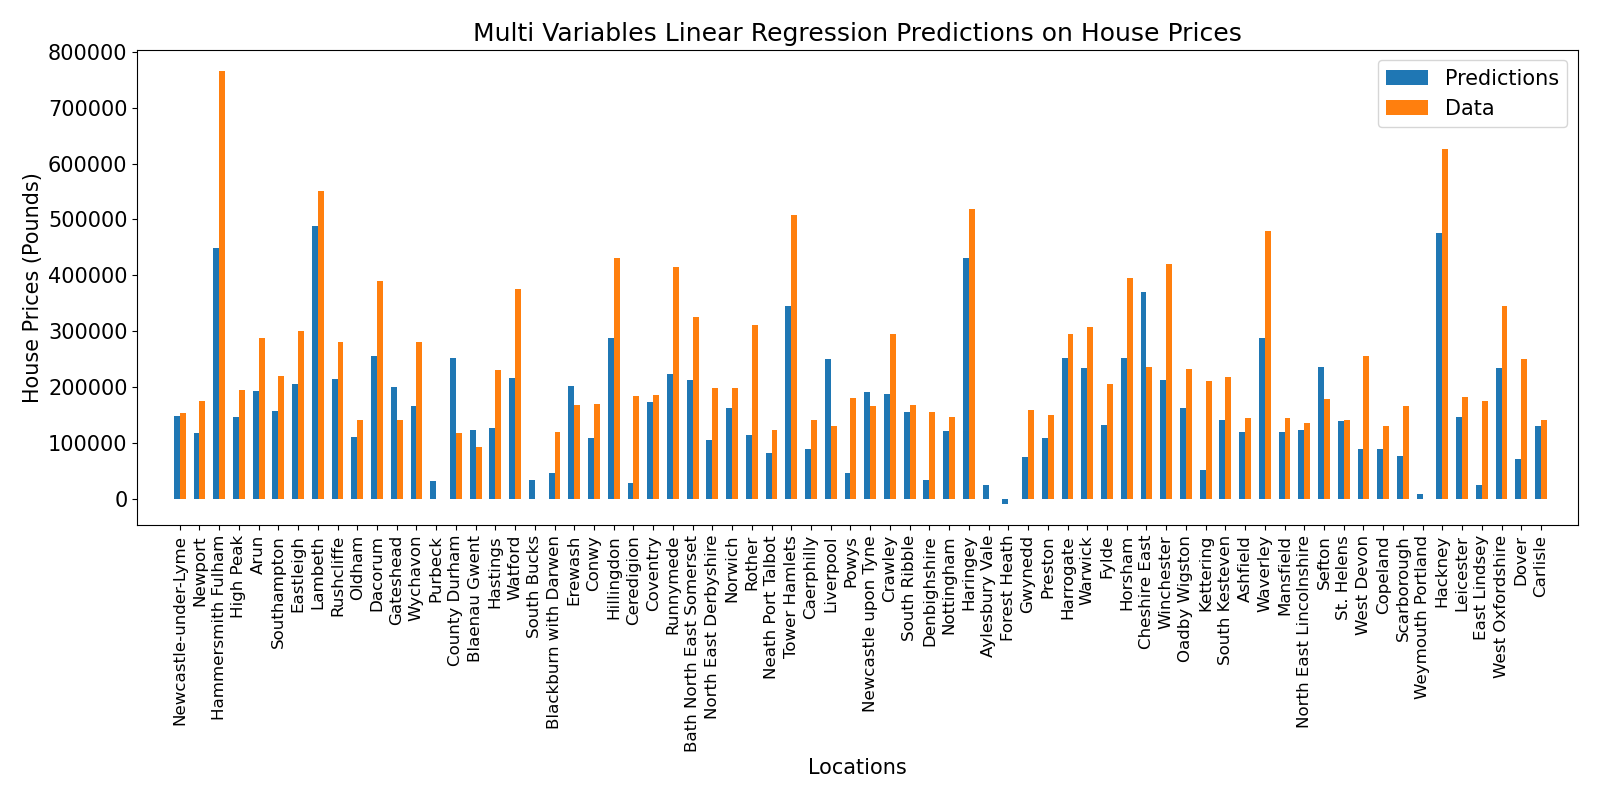 Multi Variables Linear Regression Predictions on House Prices
800000
700000
600000
500000
400000
300000
200000
100000
0
House Prices (Pounds)
Predictions
Data
Newcastle-under-Lyme
Newport
Hammersmith Fulham
High Peak
Arun
Southampton
Eastleigh
Lambeth
Rushcliffe
Oldham
Dacorum
Gateshead
Wychavon
Purbeck
County Durham
Blaenau Gwent
Hastings
Watford
South Bucks
Blackburn with Darwen
Erewash
Conwy
Hillingdon
Ceredigion
Coventry
Runnymede
Bath North East Somerset
North East Derbyshire
Norwich
Rother
Neath Port Talbot
Tower Hamlets
Caerphilly
Liverpool
Powys
Newcastle upon Tyne
Crawley
South Ribble
Denbighshire
Nottingham
Haringey
Aylesbury Vale
Forest Heath
Gwynedd
Preston
Harrogate
Warwick
Fylde
Horsham
Cheshire East
Winchester
Oadby Wigston
Kettering
South Kesteven
Ashfield
Waverley
Mansfield
North East Lincolnshire
Sefton
St. Helens
West Devon
Copeland
Scarborough
Weymouth Portland
Hackney
Leicester
East Lindsey
West Oxfordshire
Dover
Carlisle
Locations